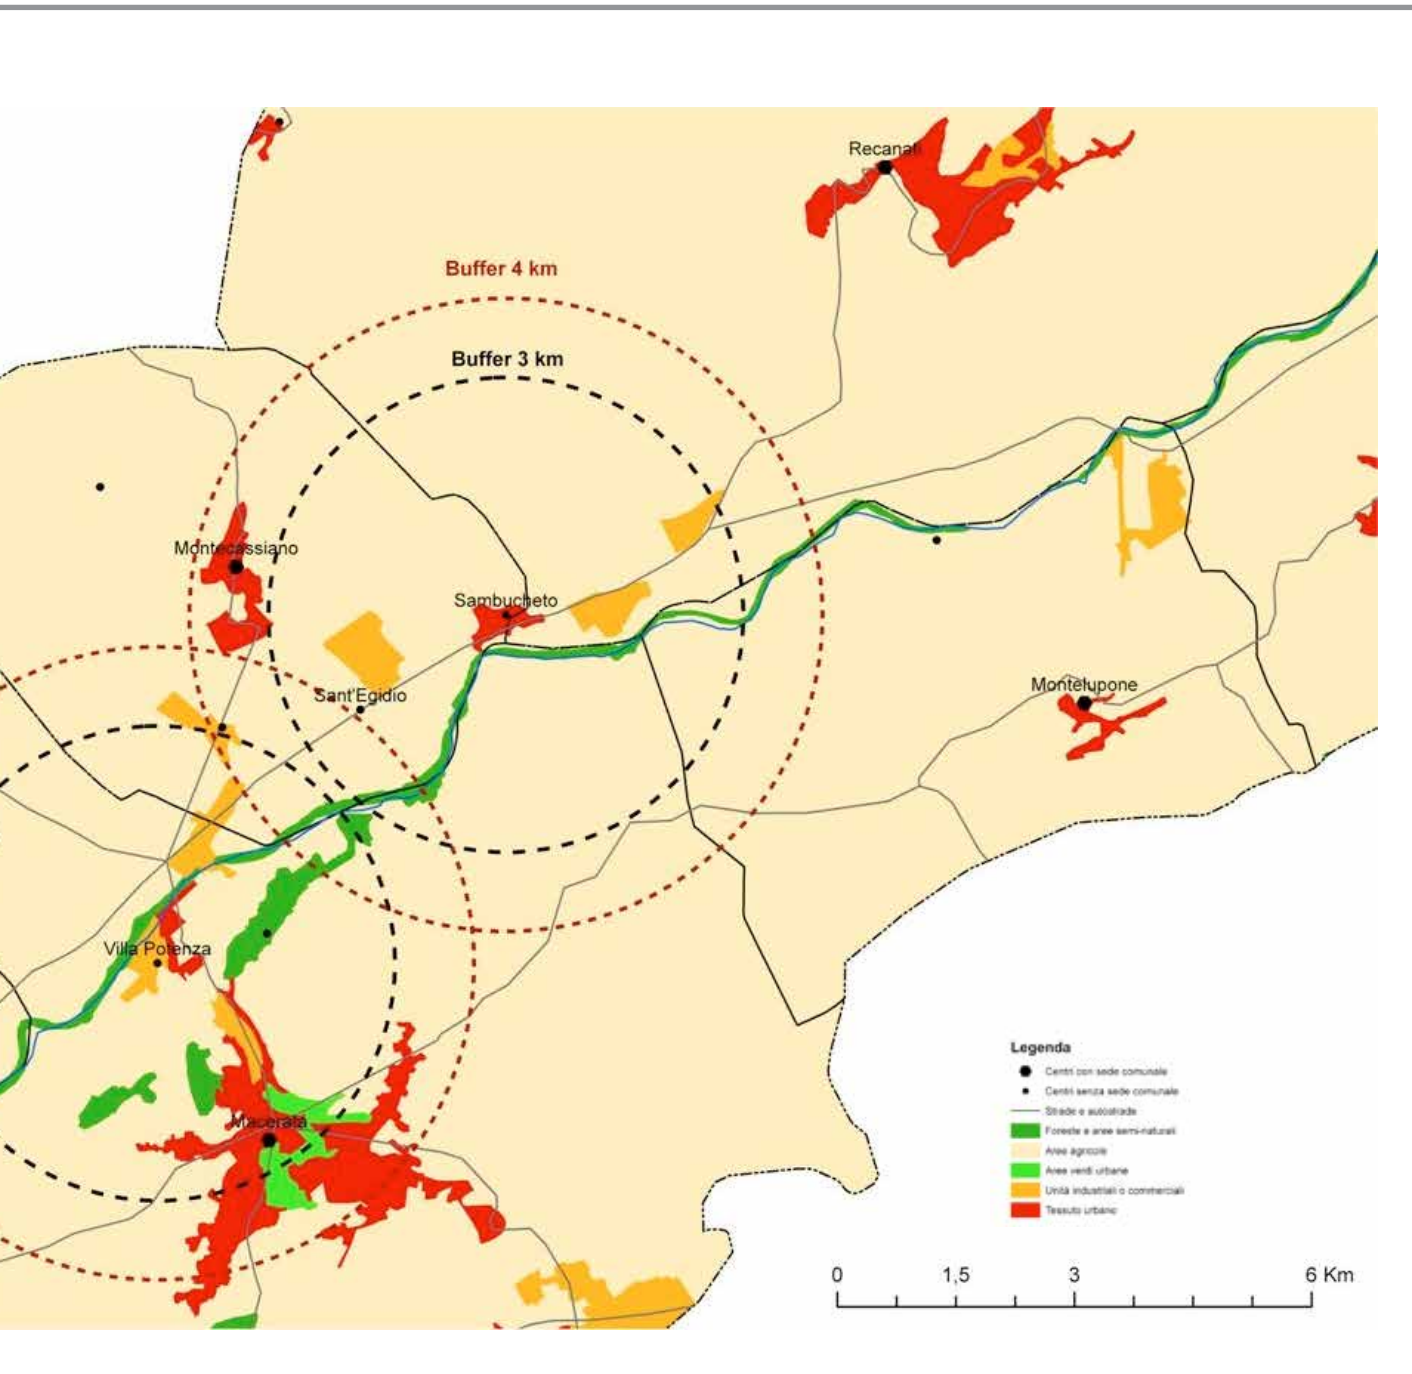 Recanati
Buffer 4 km
Buffer 3 km
Montecassiano
Sambucheto
Sant'Egidio
Montelupone
Villa Potenza
Macerata
Legenda
Centri con sede comunale
Centri senza sede comunale
Strade e autostrade
Foreste e aree semi-naturali
Aree agricole
Aree verdi urbane
Unità industriali o commerciali
Tessuto urbano
0 1,5 3 6 Km